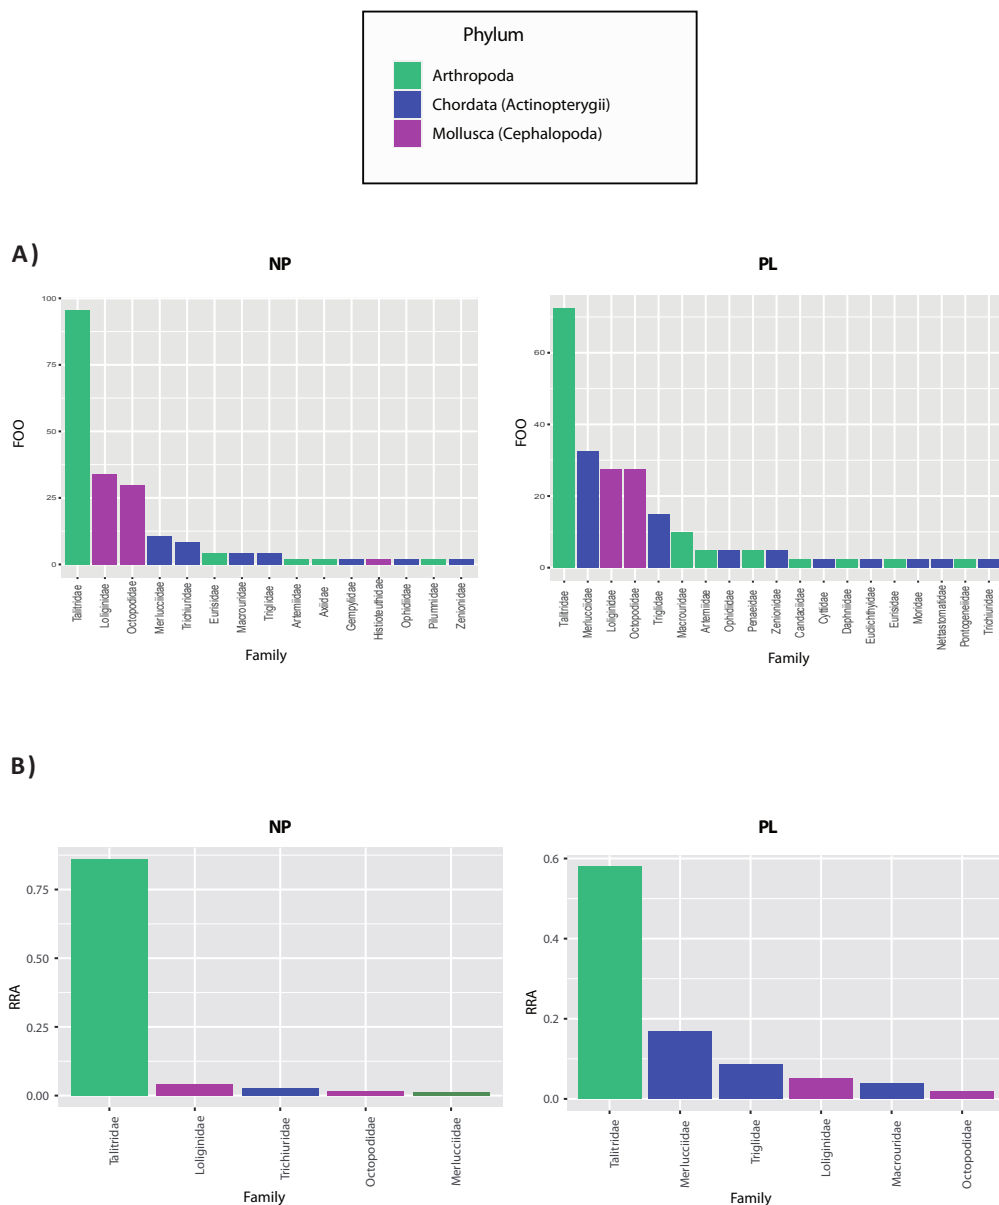 Phylum
Arthropoda
Chordata (Actinopterygii)
Mollusca (Cephalopoda)
A)
NP
FOO
100
75
50
25
0
Talitridae
Loliginidae
Octopodidae
Merlucciidae
Trichiuridae
Eurisidae
Macrouridae
Triglidae
Artemiidae
Axiidae
Gempylidae
Histioteuthidae
Ophidiidae
Pilumnidae
Zenionidae
Family
PL
FOO
60
40
20
0
Talitridae
Merlucciidae
Loliginidae
Octopodidae
Triglidae
Macrouridae
Artemiidae
Ophidiidae
Penaeidae
Zenionidae
Candaciidae
Cyttidae
Daphniidae
Eudichthyidae
Eurisidae
Moridae
Nettastomatidae
Pontogeneiidae
Trichiuridae
Family
B)
NP
RRA
0.75
0.50
0.25
0.00
Talitridae
Loliginidae
Trichiuridae
Octopodidae
Merlucciidae
Family
PL
RRA
0.6
0.4
0.2
0.0
Talitridae
Merlucciidae
Triglidae
Loliginidae
Macrouridae
Octopodidae
Family